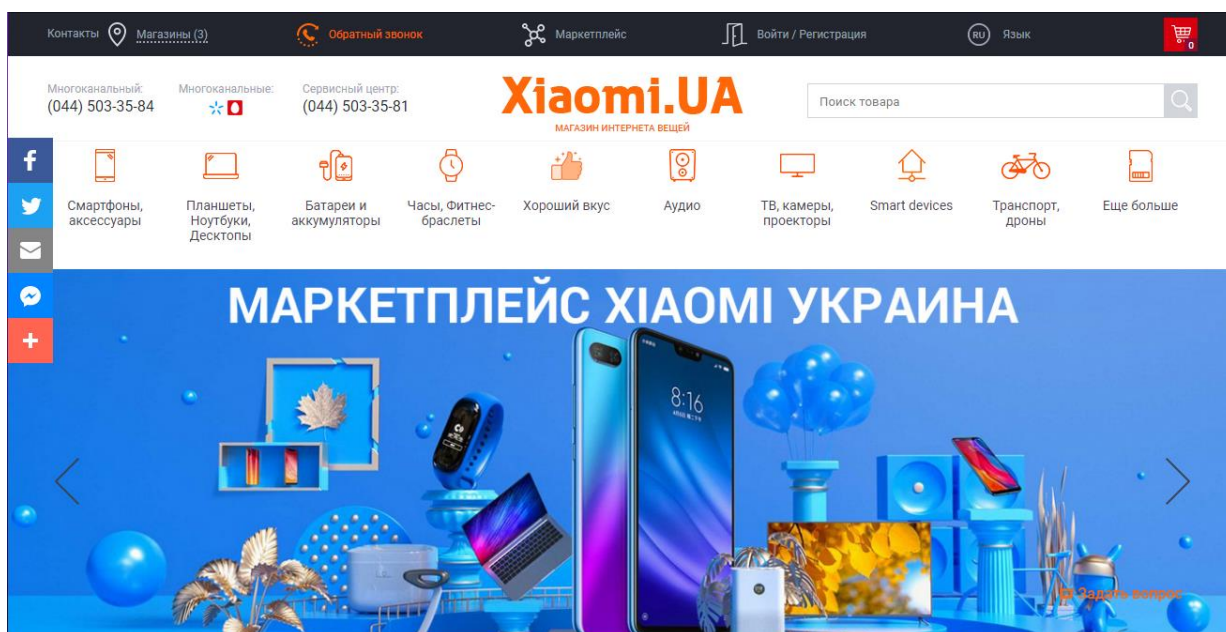 Контакты
Магазины (3)
Обратный звонок
Маркетплейс
Войти / Регистрация
RU Язык
0
Многоканальный:
(044) 503-35-84
Многоканальные:
Сервисный центр:
(044) 503-35-81
Xiaomi.UA
МАГАЗИН ИНТЕРНЕТА ВЕЩЕЙ
Поиск товара
Смартфоны,
аксессуары
Планшеты,
Ноутбуки,
Десктопы
Батареи и
аккумуляторы
Часы, Фитнес-
браслеты
Хороший вкус
Аудио
ТВ, камеры,
проекторы
Smart devices
Транспорт,
дроны
Еще больше
МАРКЕТПЛЕЙС XIAOMI УКРАИНА
8:16
Задать вопрос